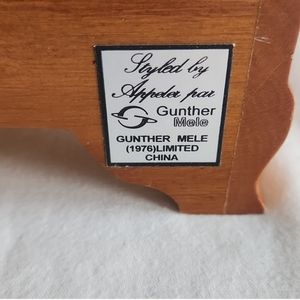 Styled by
Appelez par
Gunther
Mele
GUNTHER MELE
(1976)LIMITED
CHINA